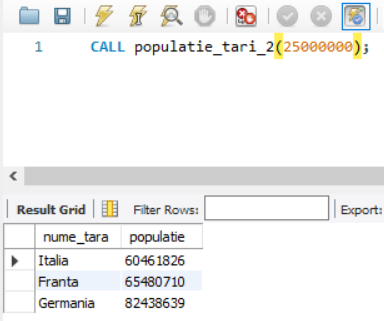 1 CALL populatie_tari_2(25000000);
Result Grid Filter Rows: Export:
nume_tara populatie
Italia 60461826
Franta 65480710
Germania 82438639